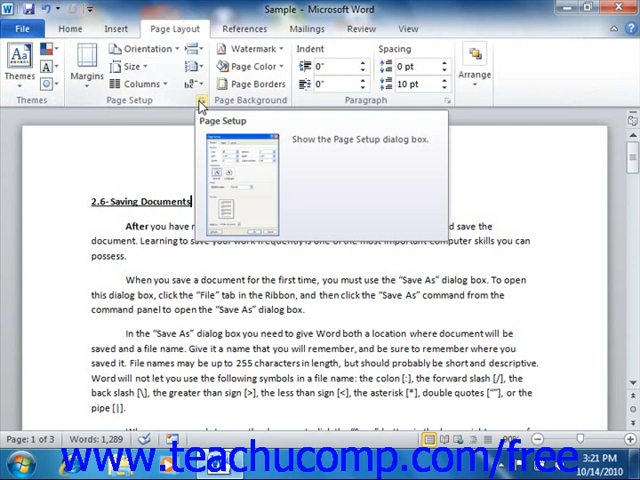 Sample - Microsoft Word
File Home Insert Page Layout References Mailings Review View
Orientation Watermark Indent Spacing
Size Page Color 0" 0 pt
Themes Margins Columns Page Borders 0" 10 pt Arrange
Themes Page Setup Page Background Paragraph
Page Setup
Show the Page Setup dialog box.
2.6- Saving Documents
After you have save the
document. Learning to save your work frequently is one of the most important computer skills you can
possess.
When you save a document for the first time, you must use the "Save As" dialog box. To open
this dialog box, click the "File" tab in the Ribbon, and then click the "Save As" command from the
command panel to open the "Save As" dialog box.
In the "Save As" dialog box you need to give Word both a location where document will be
saved and a file name. Give it a name that you will remember, and be sure to remember where you
saved it. File names may be up to 255 characters in length, but should probably be short and descriptive.
Word will not let you use the following symbols in a file name: the colon [:], the forward slash [/], the
back slash [\], the greater than sign [>], the less than sign [<], the asterisk [*], double quotes [""], or the
pipe [|].
Page: 1 of 3 Words: 1,289 90%
www.teachucomp.com/free
3:21 PM
10/14/2010